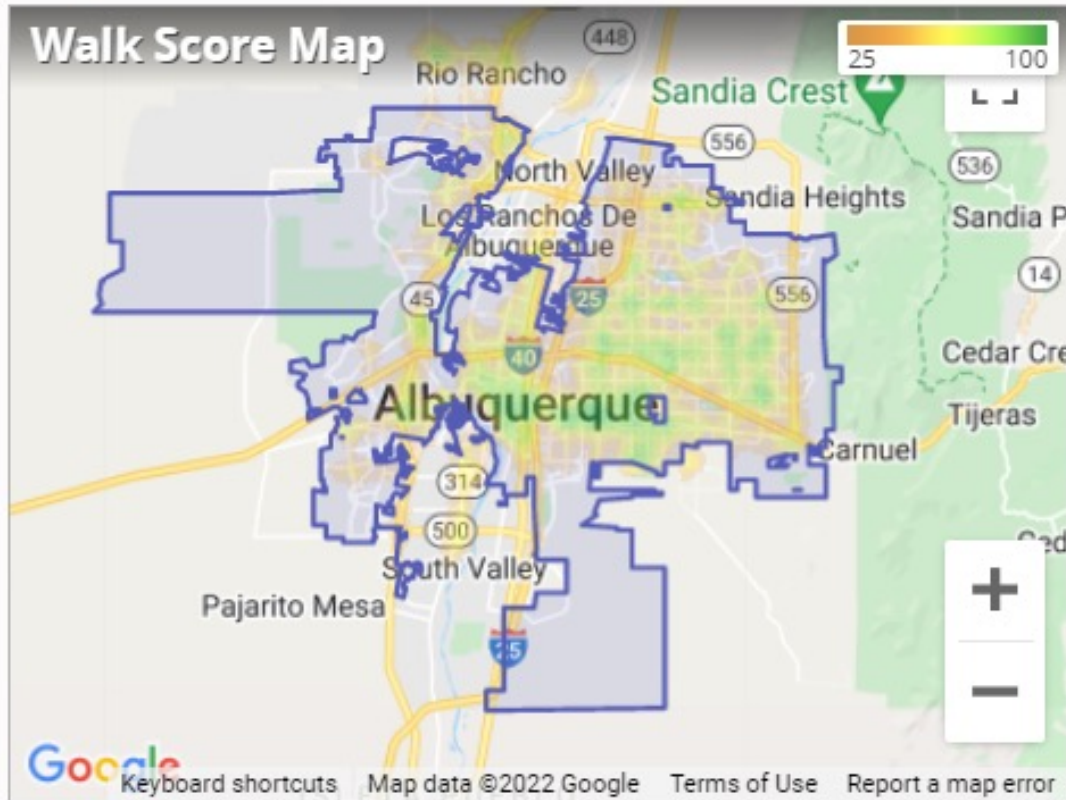 Walk Score Map
448
25 100
Rio Rancho
Sandia Crest
556
536
North Valley
Sandia Heights
Los Ranchos De
Albuquerque
Sandia P
14
45
25
556
40
Cedar Cre
Albuquerque
Tijeras
Carnuel
314
500
Ced
South Valley
Pajarito Mesa
25
Google
Keyboard shortcuts Map data ©2022 Google Terms of Use Report a map error